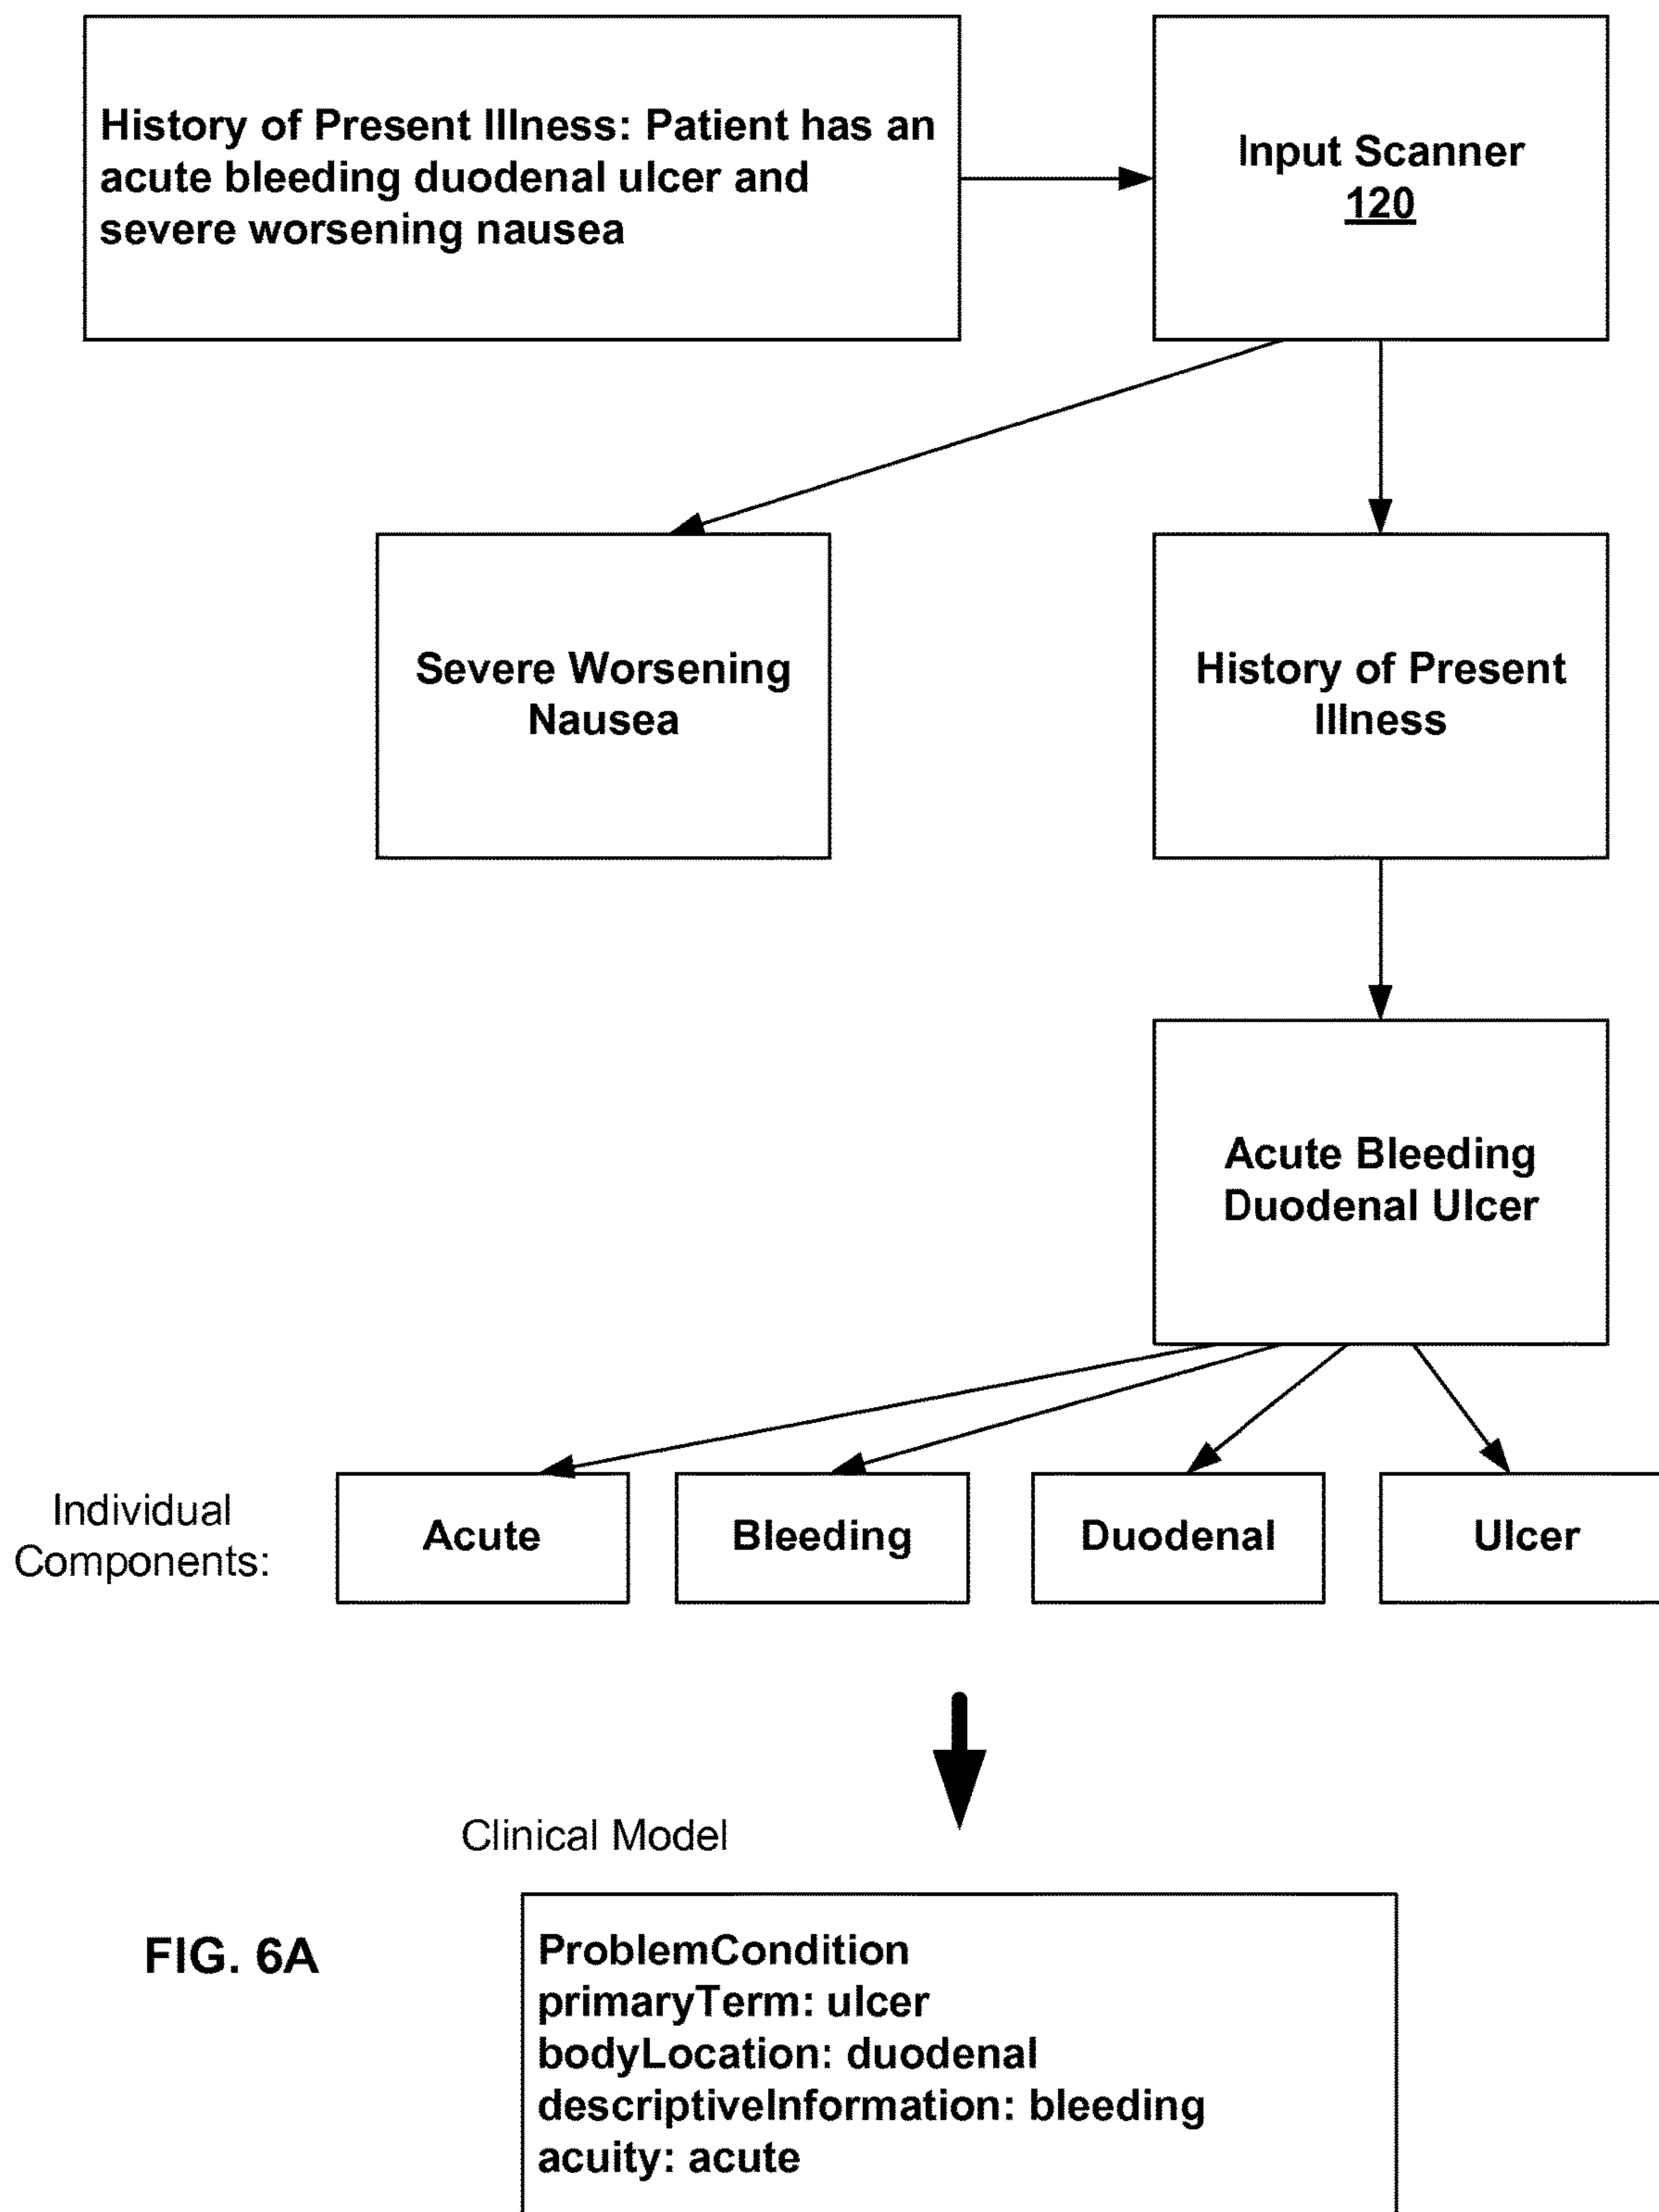 History of Present Illness: Patient has an
acute bleeding duodenal ulcer and
severe worsening nausea
Input Scanner
120
Severe Worsening
Nausea
History of Present
Illness
Acute Bleeding
Duodenal Ulcer
Individual
Components:
Acute
Bleeding
Duodenal
Ulcer
Clinical Model
FIG. 6A
ProblemCondition
primaryTerm: ulcer
bodyLocation: duodenal
descriptiveInformation: bleeding
acuity: acute